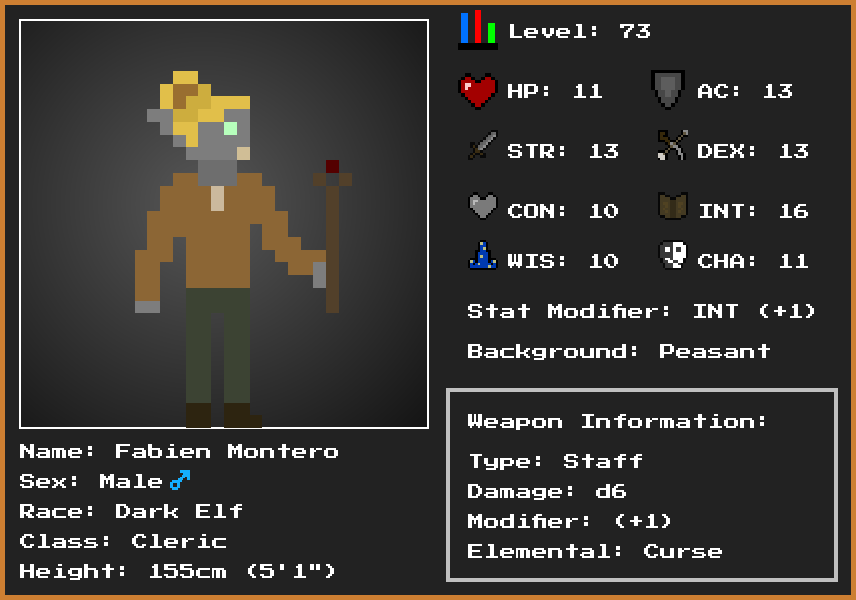 Level: 73
HP: 11
AC: 13
STR: 13
DEX: 13
CON: 10
INT: 16
WIS: 10
CHA: 11
Stat Modifier: INT (+1)
Background: Peasant
Weapon Information:
Type: Staff
Damage: d6
Modifier: (+1)
Elemental: Curse
Name: Fabien Montero
Sex: Male♂
Race: Dark Elf
Class: Cleric
Height: 155cm (5'1")